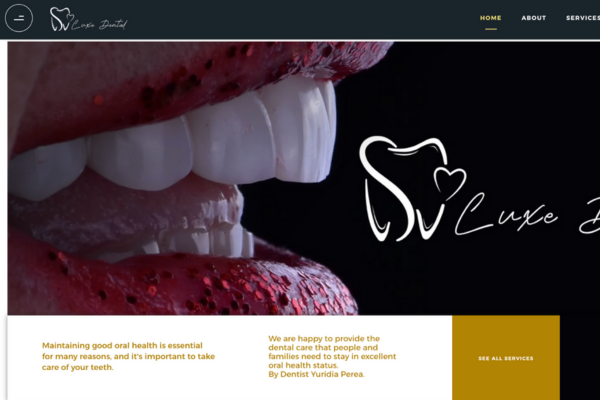 Luxe Dental
HOME
ABOUT
SERVICES
Luxe D
Maintaining good oral health is essential
for many reasons, and it's important to take
care of your teeth.
We are happy to provide the
dental care that people and
families need to stay in excellent
oral health status.
By Dentist Yuridia Perea.
SEE ALL SERVICES